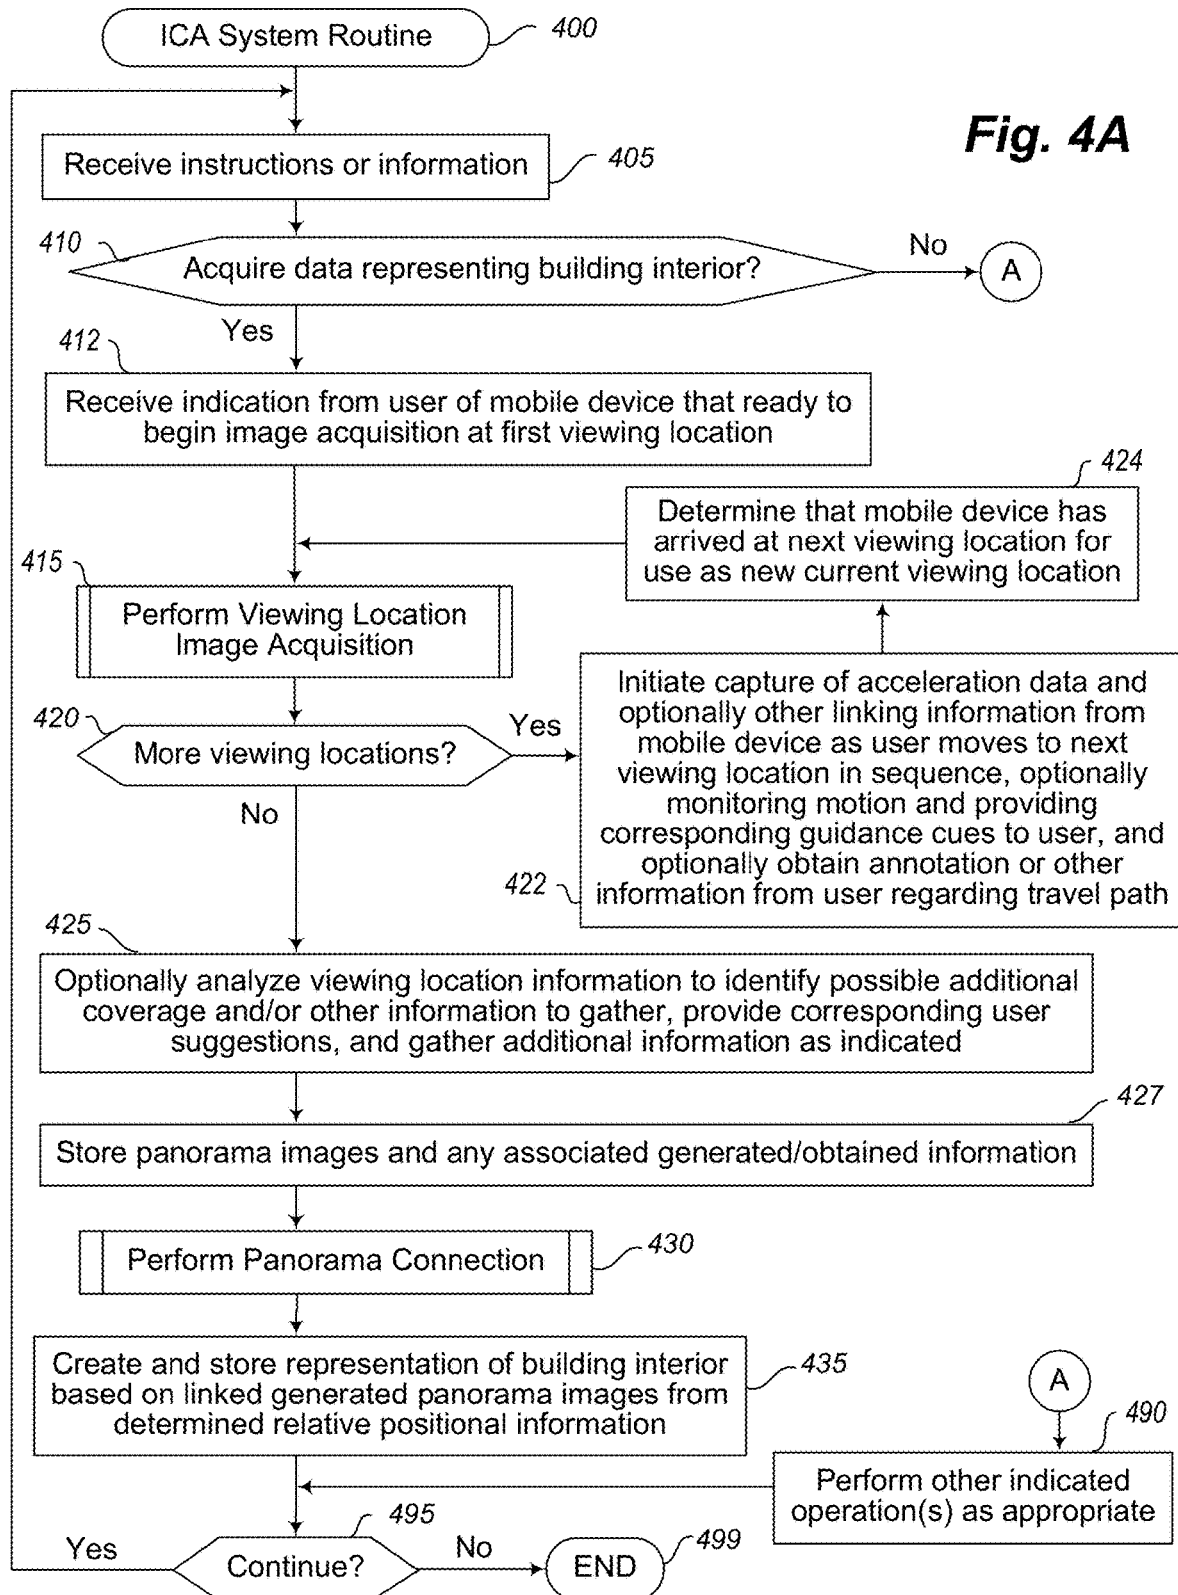 ICA System Routine
400
Fig. 4A
Receive instructions or information
405
410
Acquire data representing building interior?
No
A
Yes
412
Receive indication from user of mobile device that ready to
begin image acquisition at first viewing location
424
Determine that mobile device has
arrived at next viewing location for
use as new current viewing location
415
Perform Viewing Location
Image Acquisition
420
More viewing locations?
Yes
No
Initiate capture of acceleration data and
optionally other linking information from
mobile device as user moves to next
viewing location in sequence, optionally
monitoring motion and providing
corresponding guidance cues to user, and
optionally obtain annotation or other
information from user regarding travel path
422
425
Optionally analyze viewing location information to identify possible additional
coverage and/or other information to gather, provide corresponding user
suggestions, and gather additional information as indicated
427
Store panorama images and any associated generated/obtained information
Perform Panorama Connection
430
Create and store representation of building interior
based on linked generated panorama images from
determined relative positional information
435
A
490
Perform other indicated
operation(s) as appropriate
495
Yes
Continue?
No
END
499